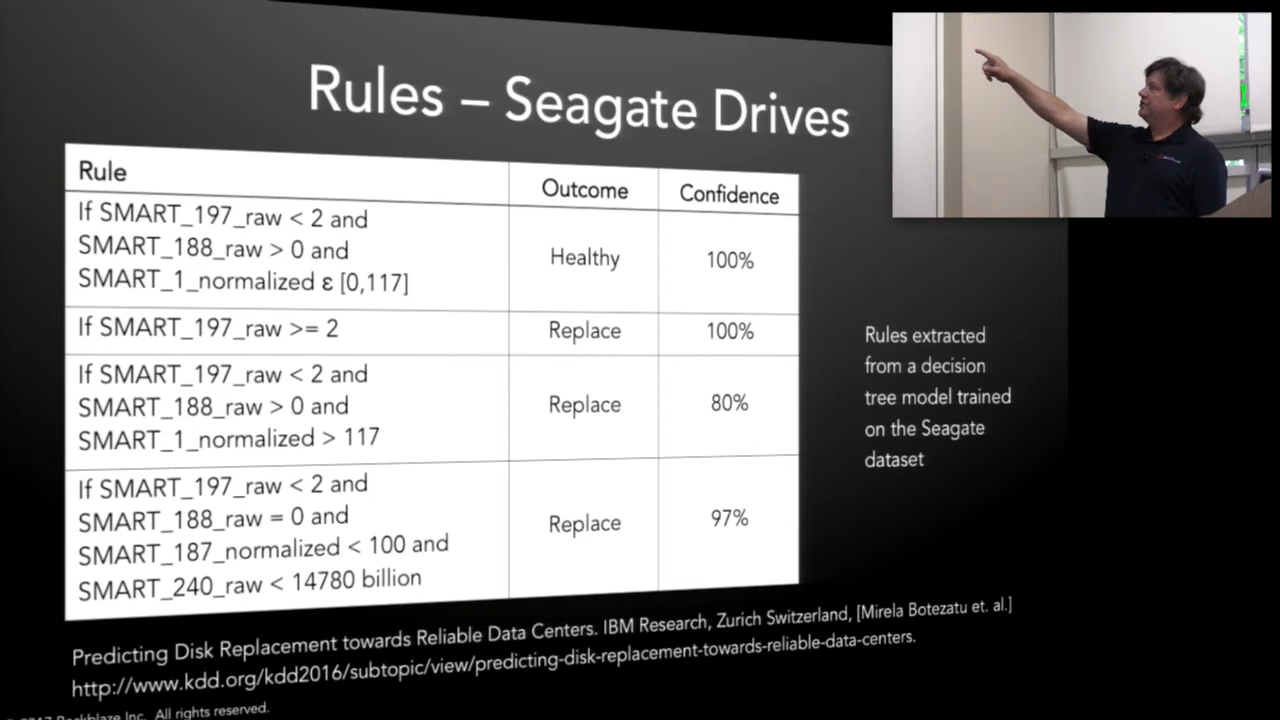 Rules – Seagate Drives
Rule Outcome Confidence
If SMART_197_raw < 2 and
SMART_188_raw > 0 and
SMART_1_normalized ε [0,117]
Healthy 100%
If SMART_197_raw >= 2 Replace 100%
If SMART_197_raw < 2 and
SMART_188_raw > 0 and
SMART_1_normalized > 117
Replace 80%
If SMART_197_raw < 2 and
SMART_188_raw = 0 and
SMART_187_normalized < 100 and
SMART_240_raw < 14780 billion
Replace 97%
Rules extracted
from a decision
tree model trained
on the Seagate
dataset
Predicting Disk Replacement towards Reliable Data Centers. IBM Research, Zurich Switzerland, [Mirela Botezatu et. al.]
http://www.kdd.org/kdd2016/subtopic/view/predicting-disk-replacement-towards-reliable-data-centers.
Backblaze Inc. All rights reserved.